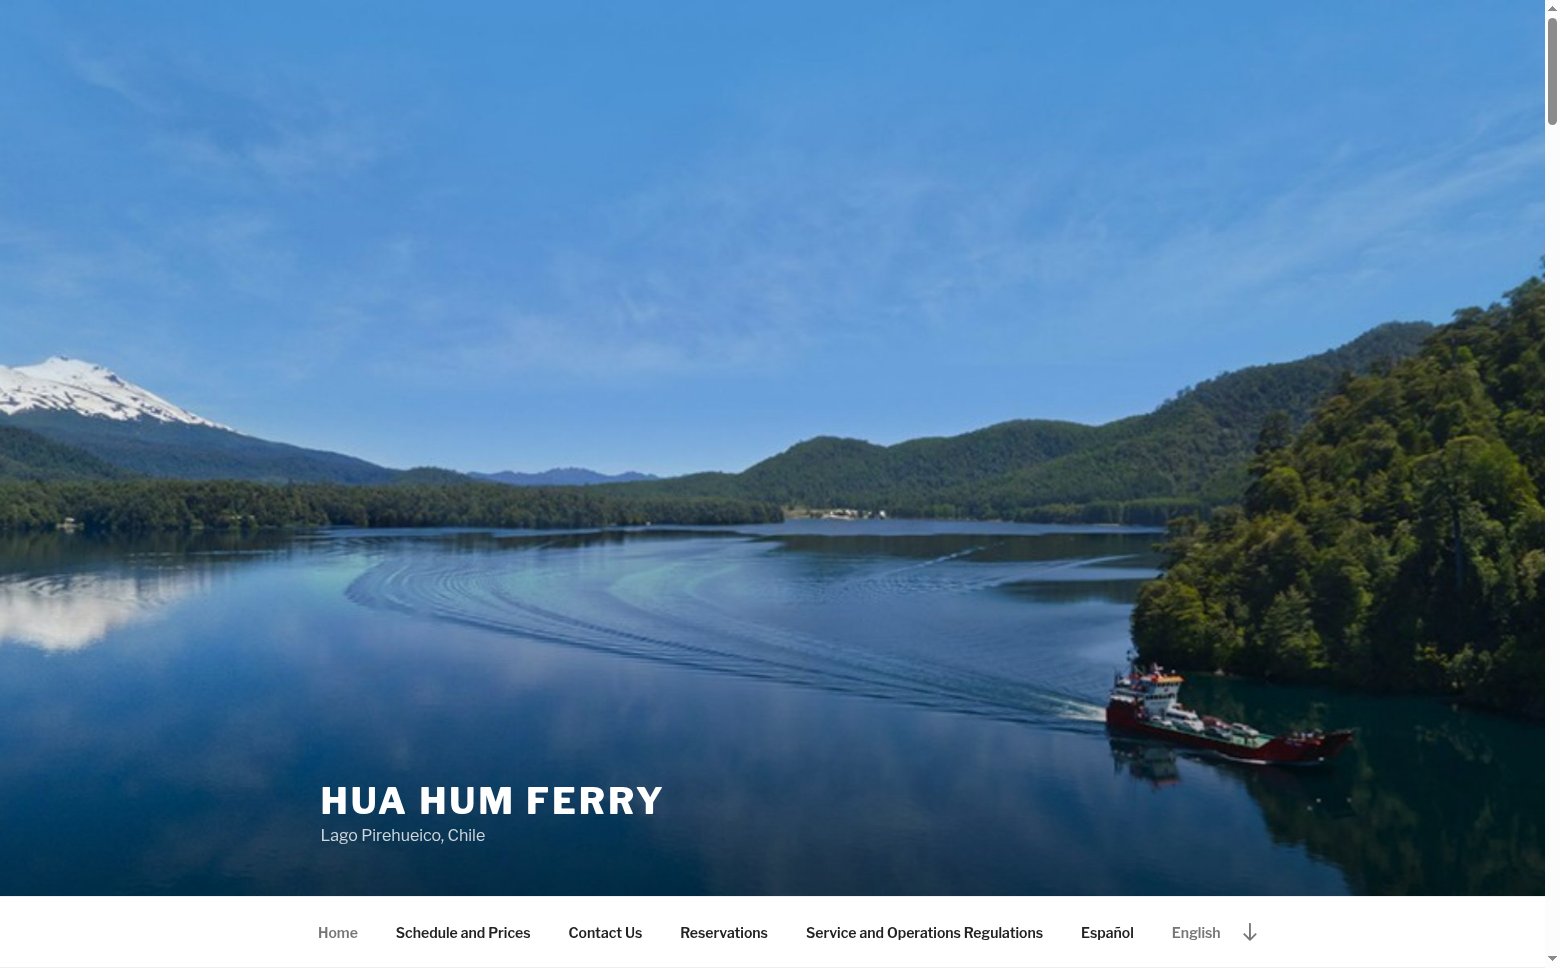 HUA HUM FERRY
Lago Pirehueico, Chile
Home Schedule and Prices Contact Us Reservations Service and Operations Regulations Español English